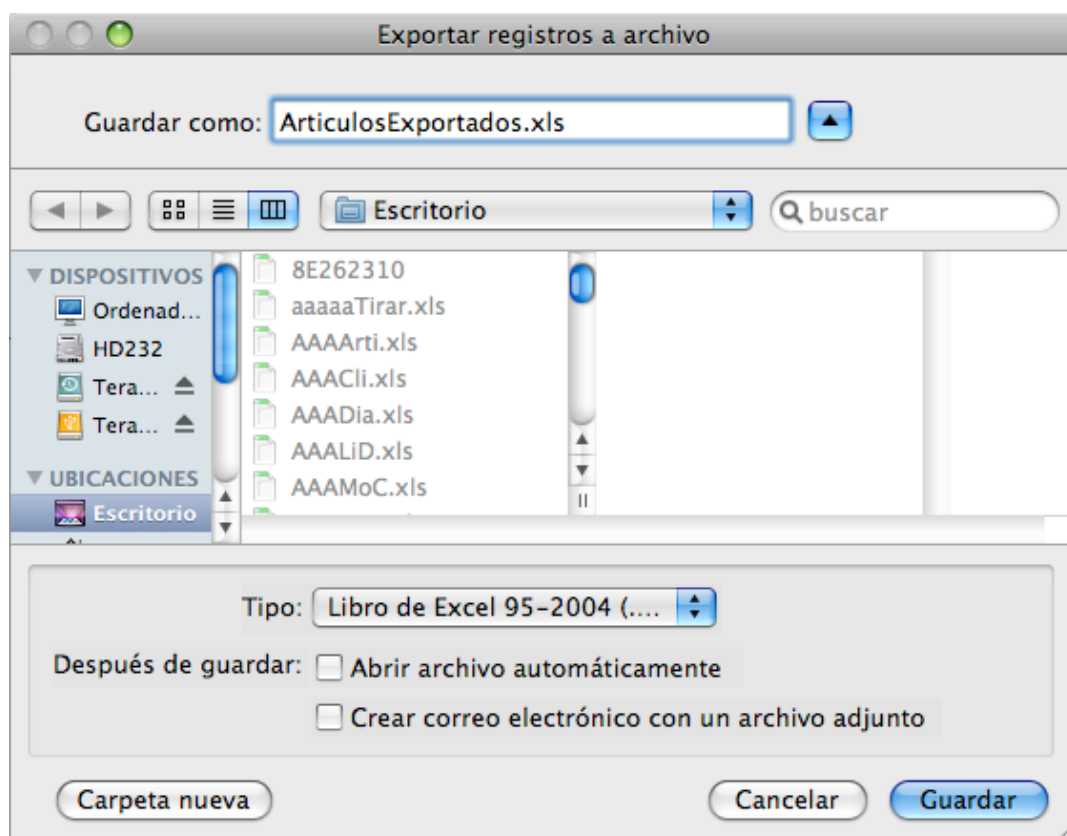 Exportar registros a archivo
Guardar como: ArticulosExportados.xls
Escritorio
buscar
DISPOSITIVOS
Ordenad...
HD232
Tera...
Tera...
UBICACIONES
Escritorio
8E262310
aaaaaTirar.xls
AAAArti.xls
AAACli.xls
AAADia.xls
AAALiD.xls
AAAMoC.xls
Tipo: Libro de Excel 95-2004 (....
Después de guardar: Abrir archivo automáticamente
Crear correo electrónico con un archivo adjunto
Carpeta nueva
Cancelar
Guardar